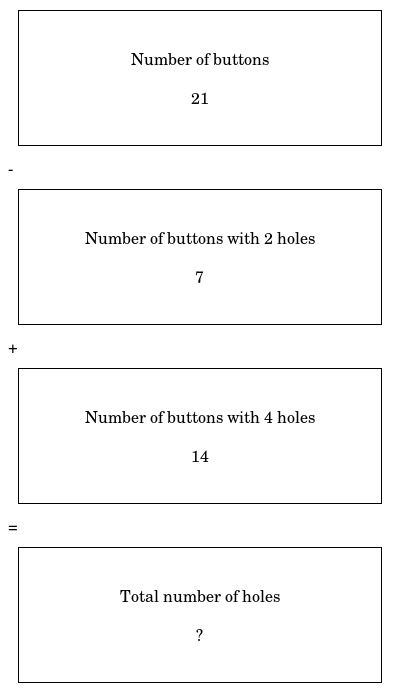 Number of buttons
21
-
Number of buttons with 2 holes
7
+
Number of buttons with 4 holes
14
=
Total number of holes
?